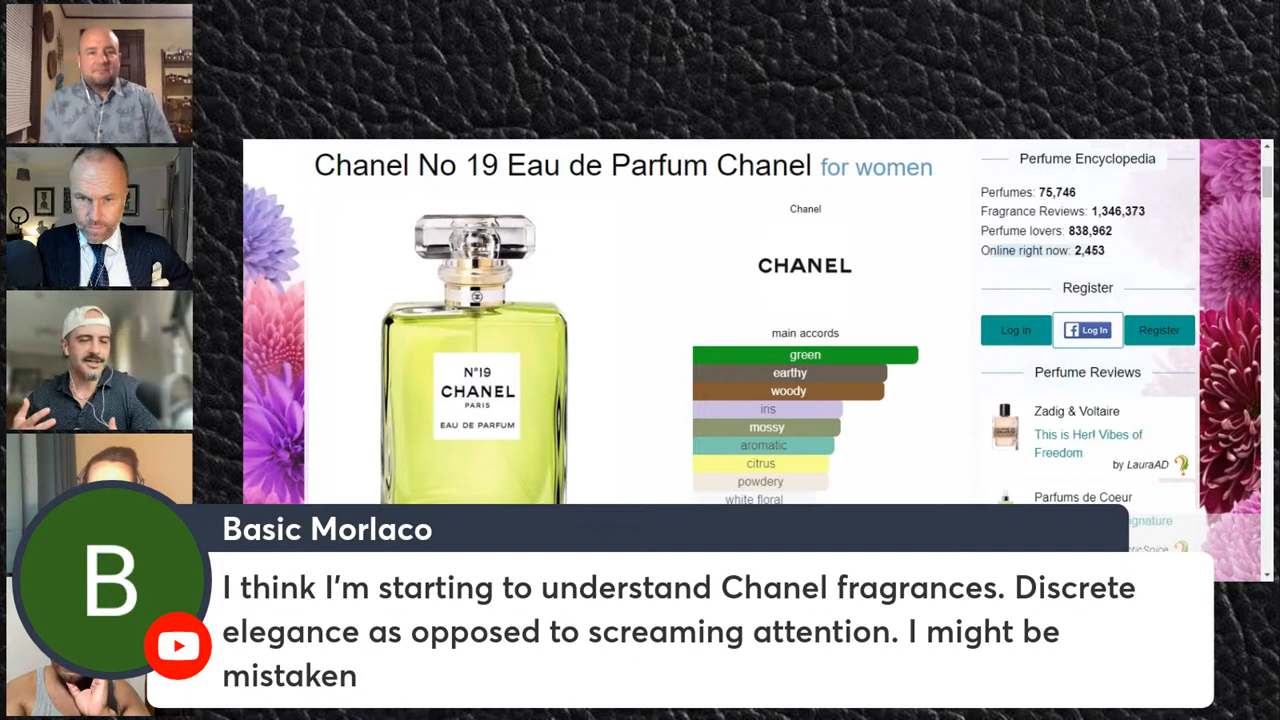 Chanel No 19 Eau de Parfum Chanel for women
N°19
CHANEL
PARIS
EAU DE PARFUM
Chanel
CHANEL
main accords
green
earthy
woody
iris
mossy
aromatic
citrus
powdery
white floral
Perfume Encyclopedia
Perfumes: 75,746
Fragrance Reviews: 1,346,373
Perfume lovers: 838,962
Online right now: 2,453
Register
Log in
f Log In
Register
Perfume Reviews
Zadig & Voltaire
This is Her! Vibes of
Freedom
by LauraAD
Parfums de Coeur
B
Basic Morlaco
I think I'm starting to understand Chanel fragrances. Discrete
elegance as opposed to screaming attention. I might be
mistaken